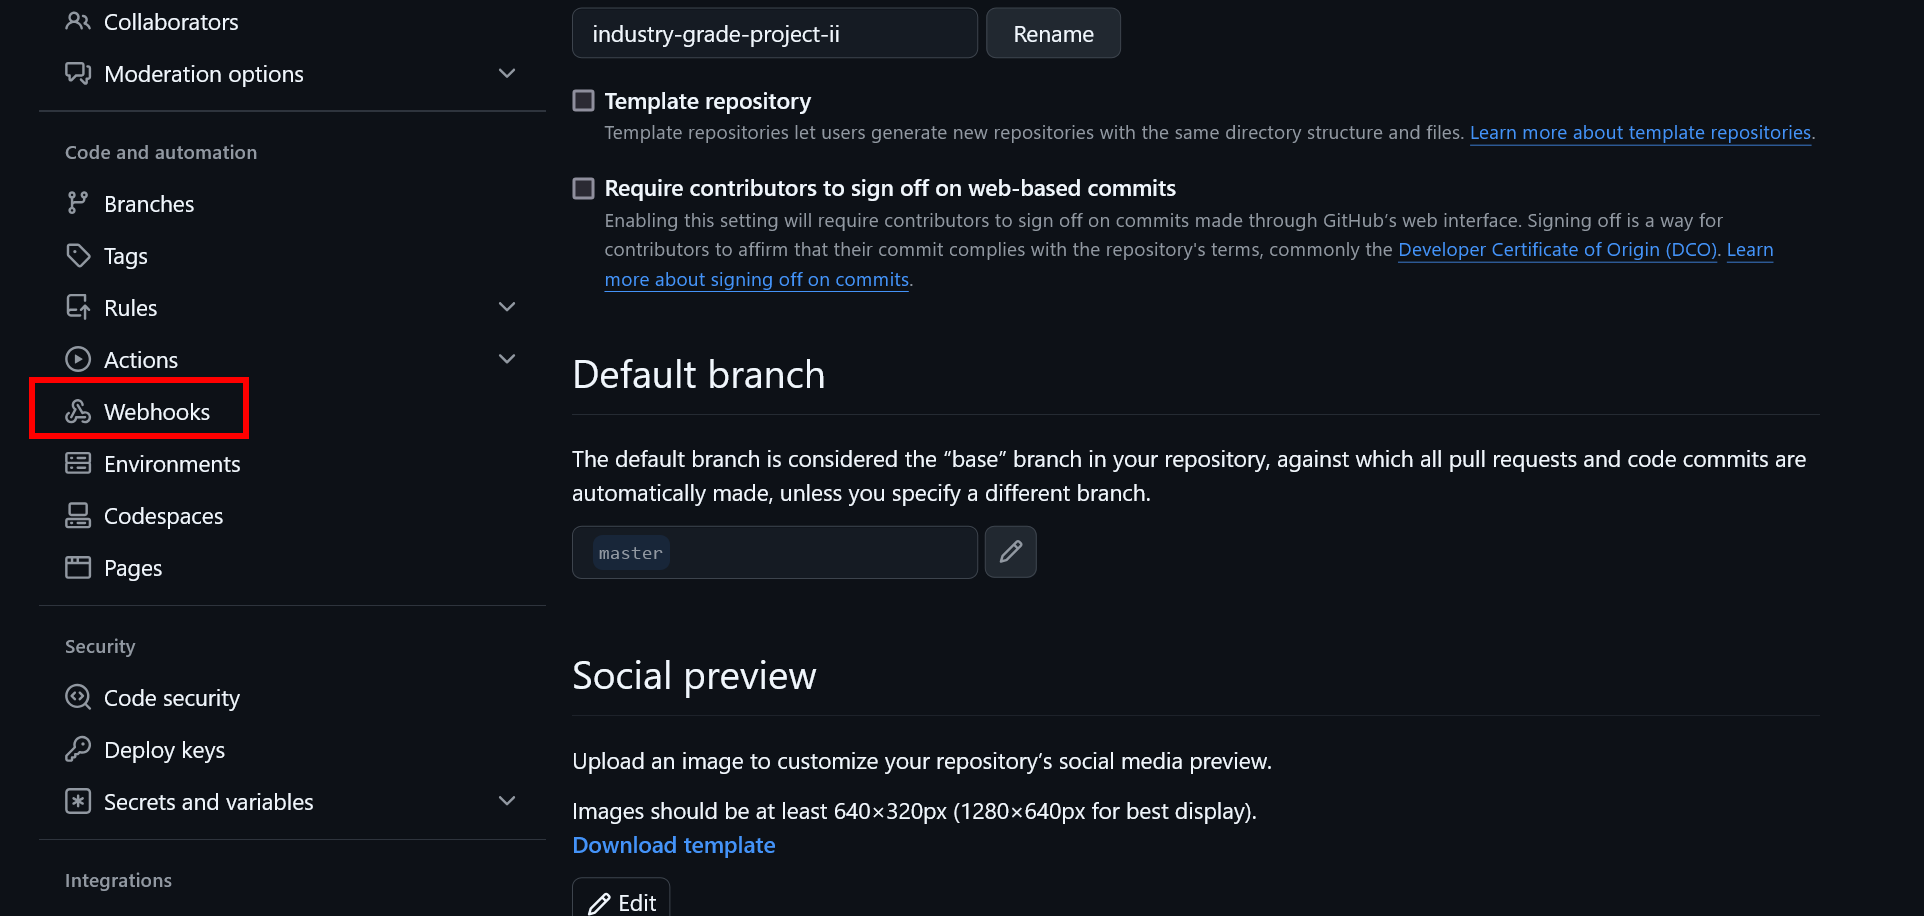 Collaborators
Moderation options
Code and automation
Branches
Tags
Rules
Actions
Webhooks
Environments
Codespaces
Pages
Security
Code security
Deploy keys
Secrets and variables
Integrations
industry-grade-project-ii
Rename
Template repository
Template repositories let users generate new repositories with the same directory structure and files. Learn more about template repositories.
Require contributors to sign off on web-based commits
Enabling this setting will require contributors to sign off on commits made through GitHub’s web interface. Signing off is a way for
contributors to affirm that their commit complies with the repository's terms, commonly the Developer Certificate of Origin (DCO). Learn
more about signing off on commits.
Default branch
The default branch is considered the “base” branch in your repository, against which all pull requests and code commits are
automatically made, unless you specify a different branch.
master
Social preview
Upload an image to customize your repository’s social media preview.
Images should be at least 640×320px (1280×640px for best display).
Download template
Edit